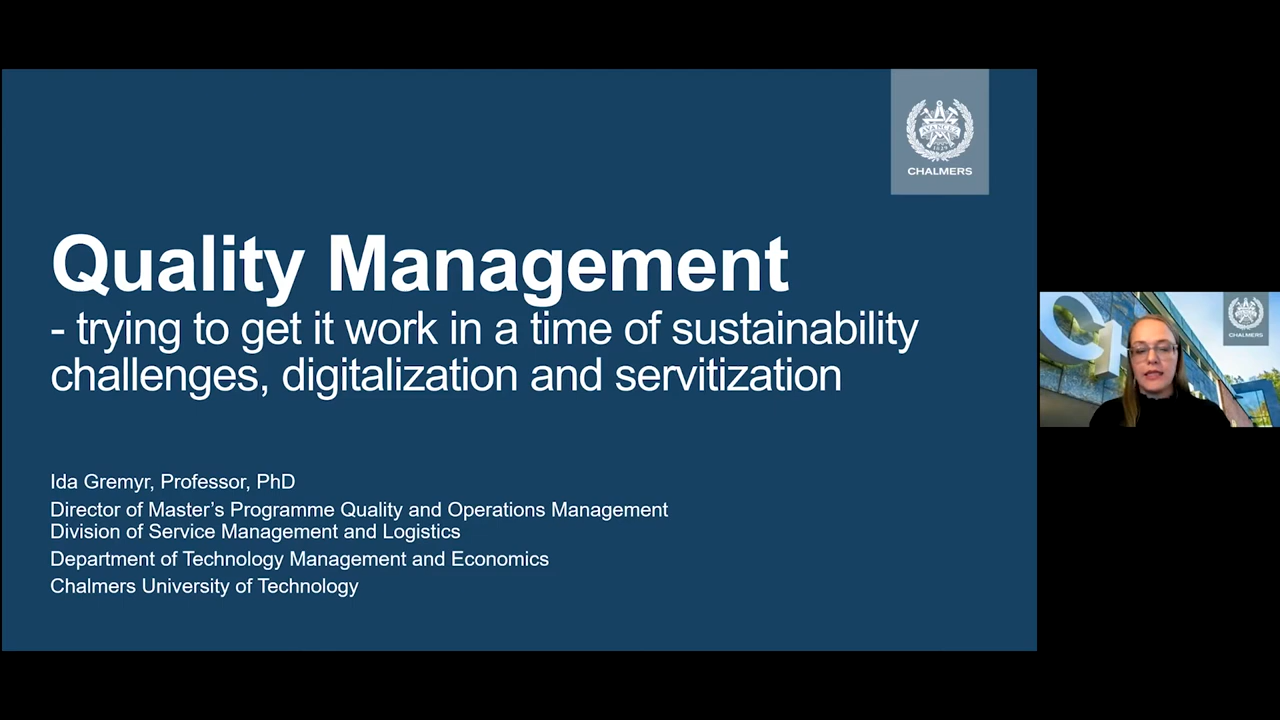 AVANCEZ
1829
CHALMERS
Quality Management
- trying to get it work in a time of sustainability
challenges, digitalization and servitization
Ida Gremyr, Professor, PhD
Director of Master’s Programme Quality and Operations Management
Division of Service Management and Logistics
Department of Technology Management and Economics
Chalmers University of Technology
CHALMERS